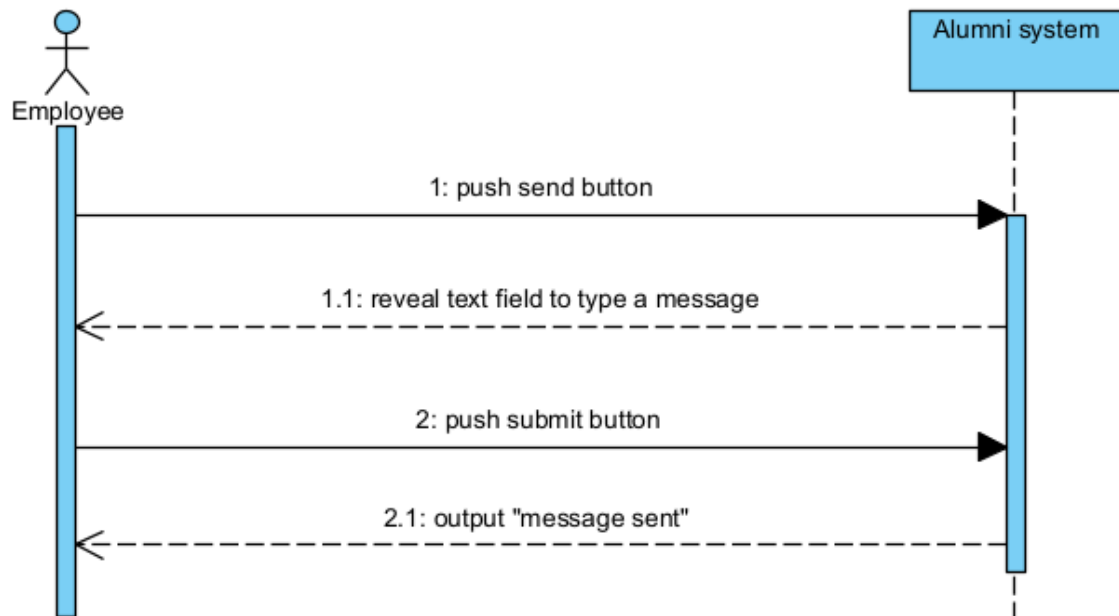 Alumni system
Employee
1: push send button
1.1: reveal text field to type a message
2: push submit button
2.1: output "message sent"